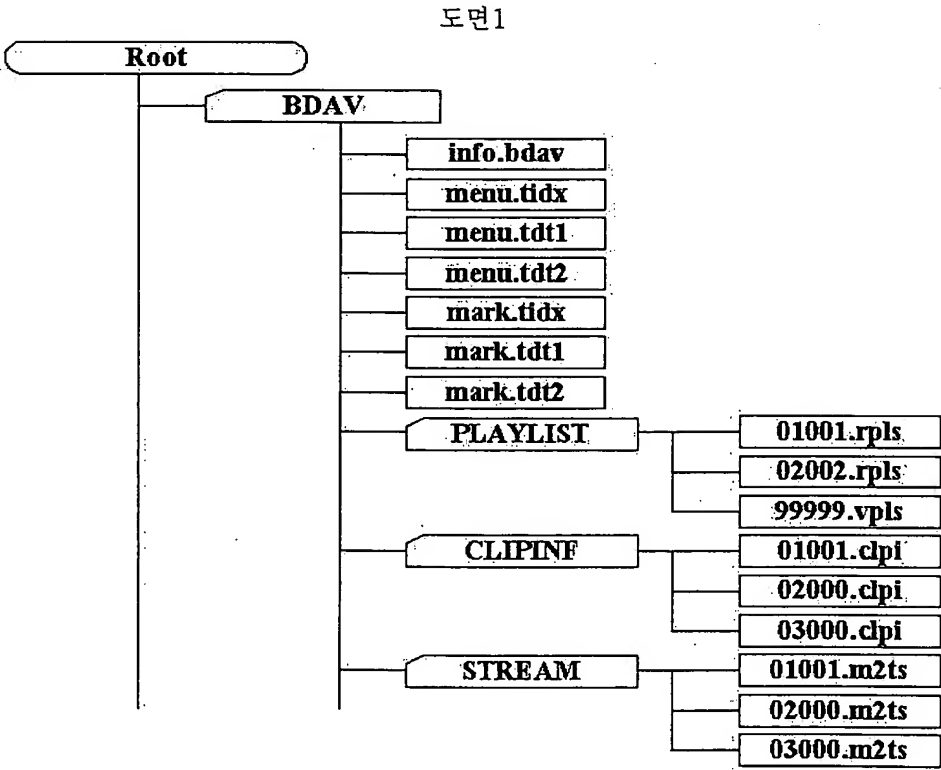 도면1
Root
BDAV
info.bdav
menu.tidx
menu.tdt1
menu.tdt2
mark.tidx
mark.tdt1
mark.tdt2
PLAYLIST
01001.rpls
02002.rpls
99999.vpls
CLIPINF
01001.clpi
02000.clpi
03000.clpi
STREAM
01001.m2ts
02000.m2ts
03000.m2ts